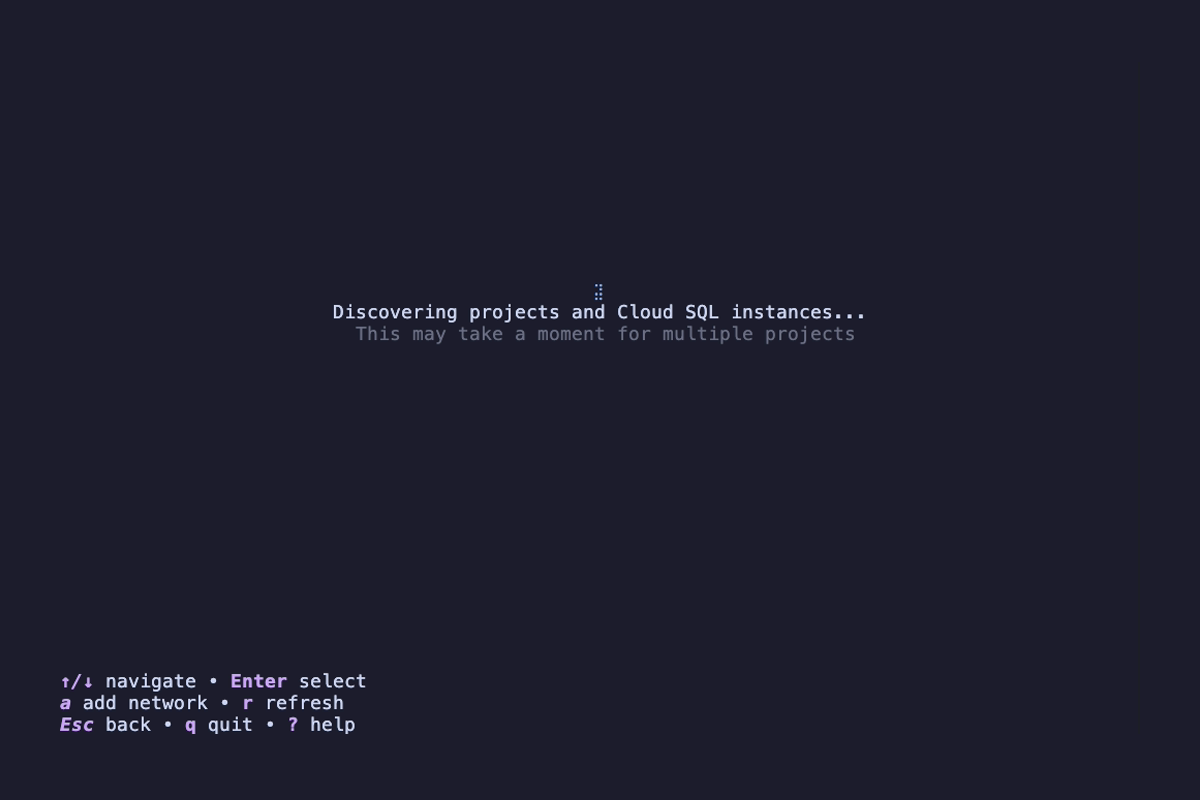 Discovering projects and Cloud SQL instances...
This may take a moment for multiple projects
↑/↓ navigate • Enter select
a add network • r refresh
Esc back • q quit • ? help